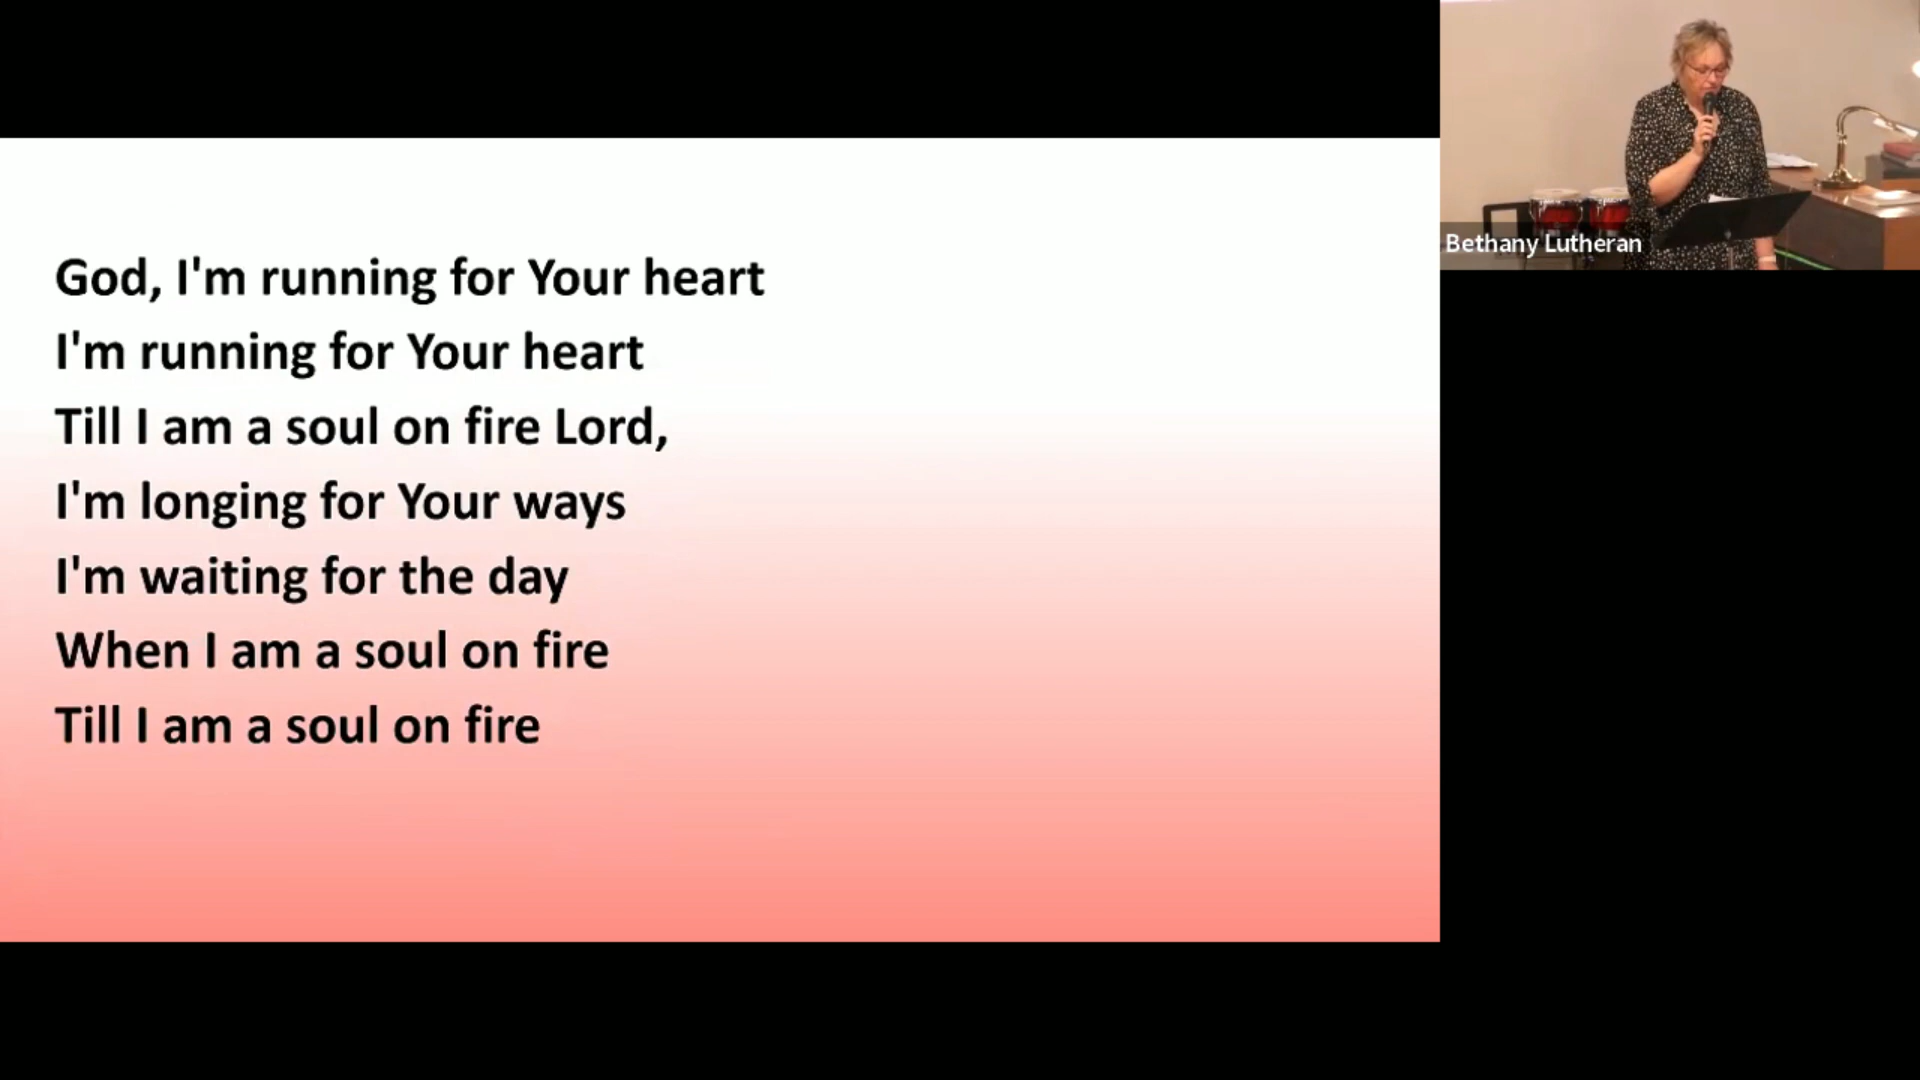 God, I'm running for Your heart
I'm running for Your heart
Till I am a soul on fire Lord,
I'm longing for Your ways
I'm waiting for the day
When I am a soul on fire
Till I am a soul on fire
Bethany Lutheran